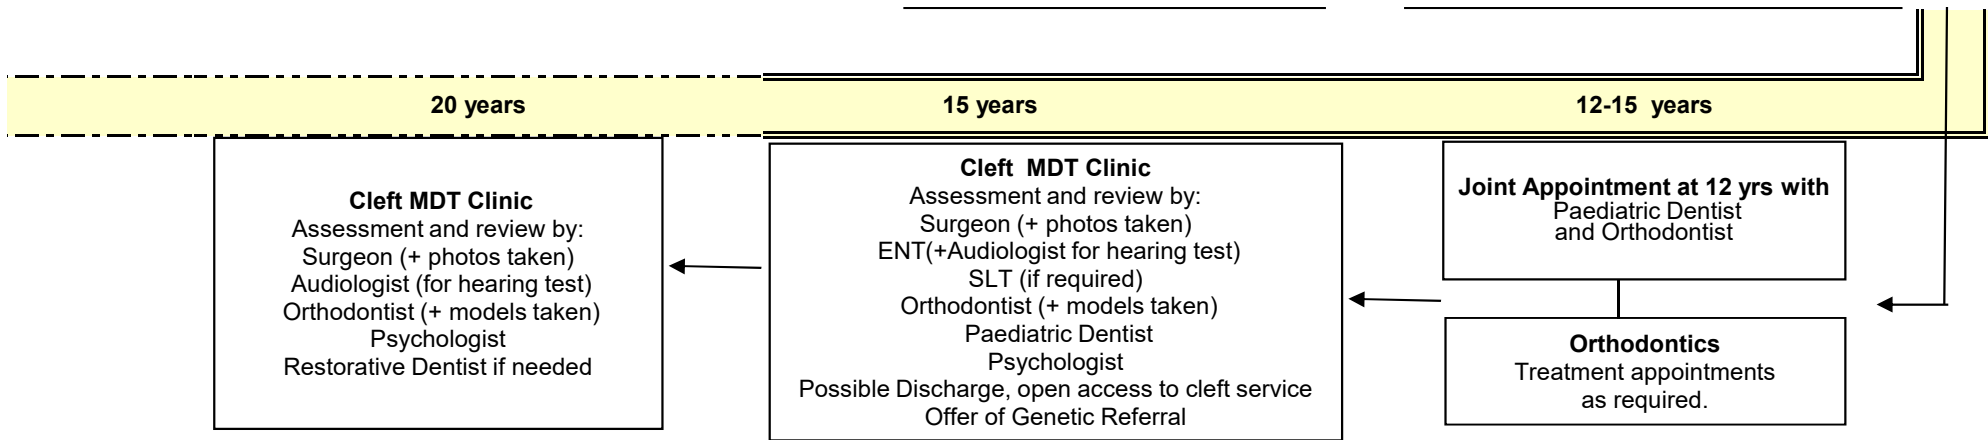 20 years
15 years
12-15 years
Cleft MDT Clinic
Assessment and review by:
Surgeon (+ photos taken)
Audiologist (for hearing test)
Orthodontist (+ models taken)
Psychologist
Restorative Dentist if needed
Cleft MDT Clinic
Assessment and review by:
Surgeon (+ photos taken)
ENT(+Audiologist for hearing test)
SLT (if required)
Orthodontist (+ models taken)
Paediatric Dentist
Psychologist
Possible Discharge, open access to cleft service
Offer of Genetic Referral
Joint Appointment at 12 yrs with
Paediatric Dentist
and Orthodontist
Orthodontics
Treatment appointments
as required.